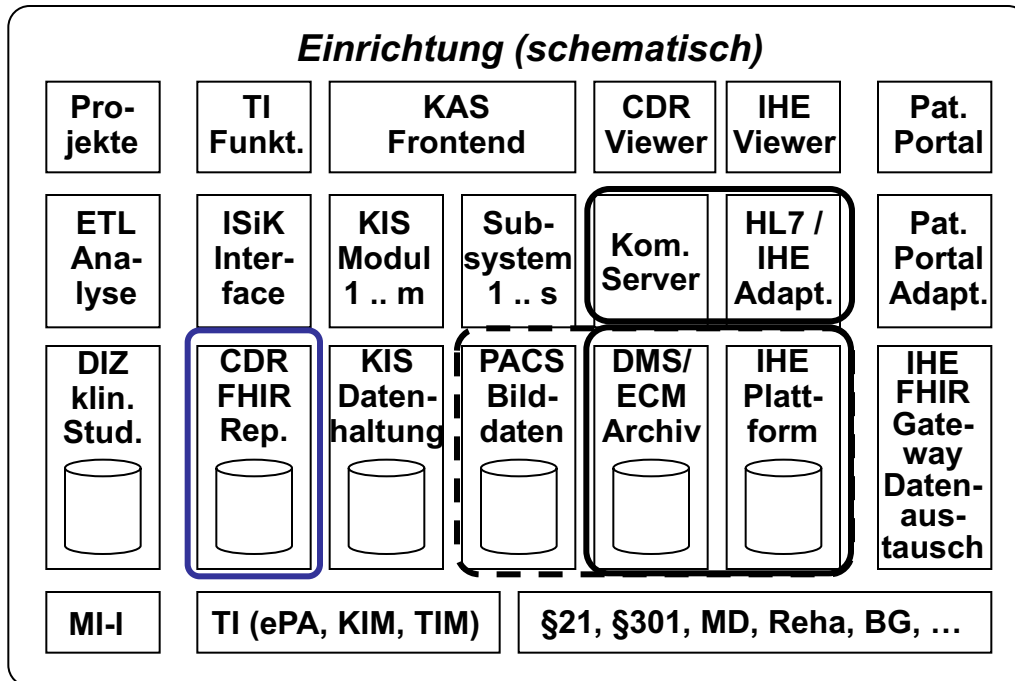 Einrichtung (schematisch)
Pro-
jekte
TI
Funkt.
KAS
Frontend
CDR
Viewer
IHE
Viewer
Pat.
Portal
ETL
Ana-
lyse
ISiK
Inter-
face
KIS
Modul
1 .. m
Sub-
system
1 .. s
Kom.
Server
HL7 /
IHE
Adapt.
Pat.
Portal
Adapt.
DIZ
klin.
Stud.
CDR
FHIR
Rep.
KIS
Daten-
haltung
PACS
Bild-
daten
DMS/
ECM
Archiv
IHE
Platt-
form
IHE
FHIR
Gate-
way
Daten-
aus-
tausch
MI-I
TI (ePA, KIM, TIM)
§21, §301, MD, Reha, BG, …